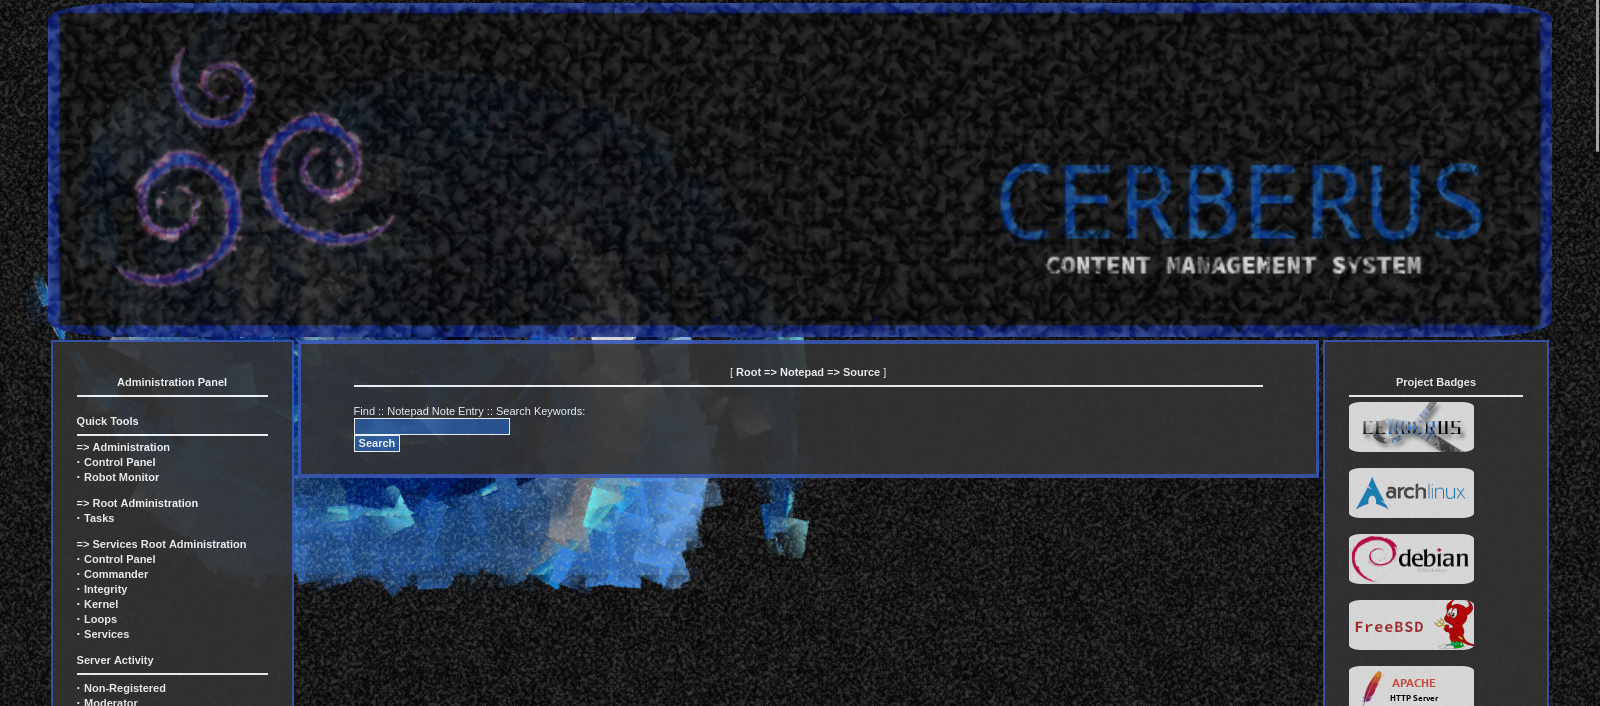 CERBERUS
CONTENT MANAGEMENT SYSTEM
Administration Panel
Quick Tools
=> Administration
· Control Panel
· Robot Monitor
=> Root Administration
· Tasks
=> Services Root Administration
· Control Panel
· Commander
· Integrity
· Kernel
· Loops
· Services
Server Activity
· Non-Registered
· Moderator
[ Root => Notepad => Source ]
Find :: Notepad Note Entry :: Search Keywords:
Search
Project Badges
CERBERUS
archlinux
debian
FreeBSD
APACHE
HTTP Server